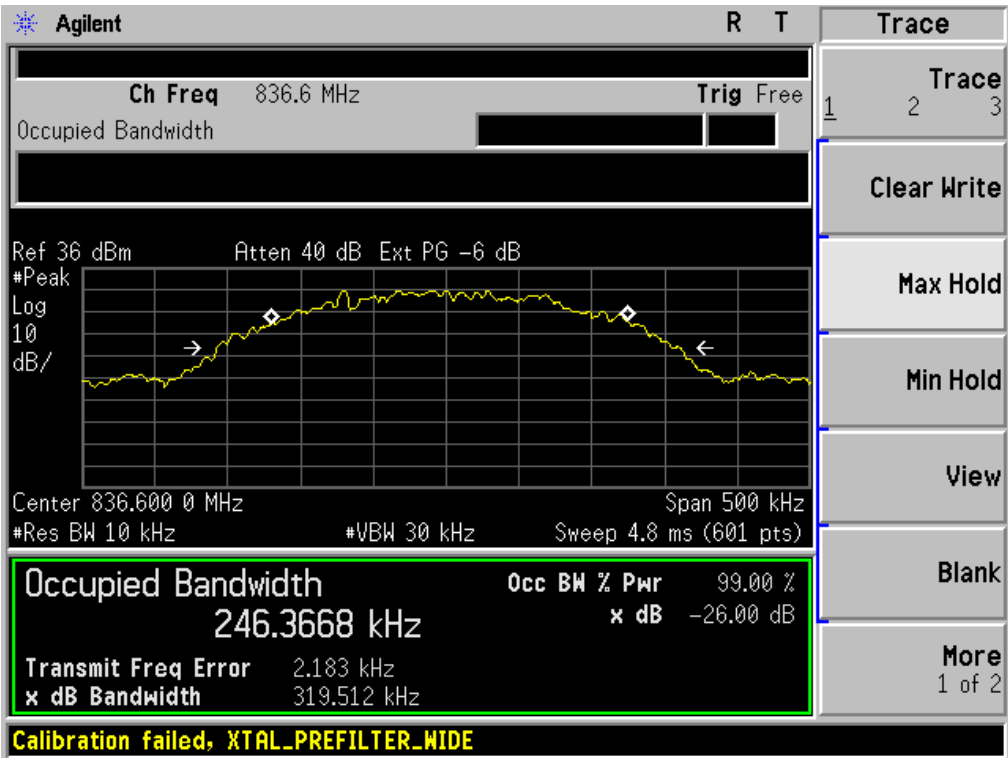 Agilent R T Trace
Ch Freq 836.6 MHz Trig Free
Occupied Bandwidth
Trace
1 2 3
Clear Write
Ref 36 dBm Atten 40 dB Ext PG -6 dB
#Peak
Log
10
dB/
Max Hold
Min Hold
View
Center 836.600 0 MHz Span 500 kHz
#Res BW 10 kHz #VBW 30 kHz Sweep 4.8 ms (601 pts)
Occupied Bandwidth Occ BW % Pwr 99.00 %
246.3668 kHz x dB -26.00 dB
Blank
Transmit Freq Error 2.183 kHz
x dB Bandwidth 319.512 kHz
More
1 of 2
Calibration failed, XTAL_PREFILTER_WIDE